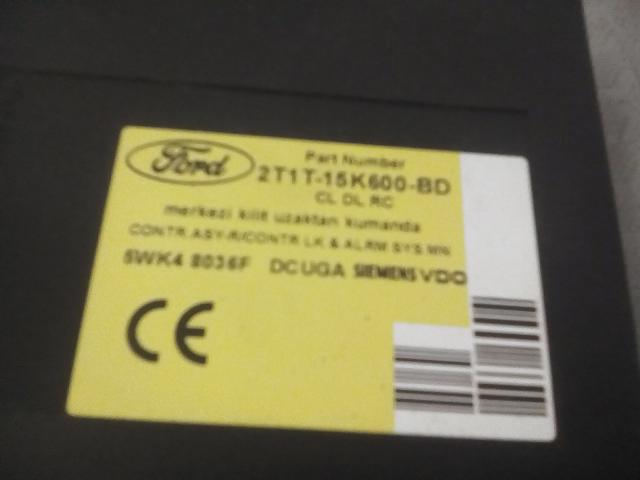 Ford
Part Number
2T1T-15K600-BD
CL DL RC
merkezi kilit uzaktan kumanda
CONTR ASY-R/CONTR LK & ALRM SYS MN
5WK4 8036F DCUGA SIEMENS VDO
CE